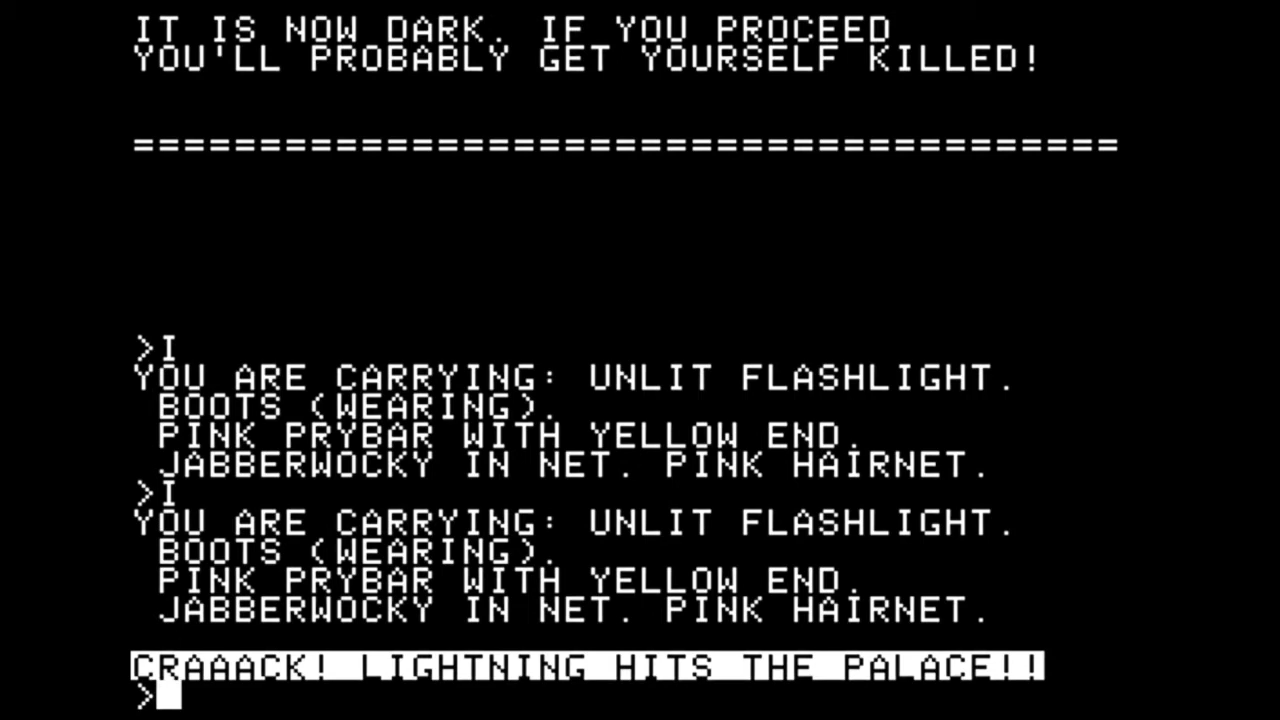 IT IS NOW DARK. IF YOU PROCEED
YOU'LL PROBABLY GET YOURSELF KILLED!
=======================================
>I
YOU ARE CARRYING: UNLIT FLASHLIGHT.
BOOTS (WEARING).
PINK PRYBAR WITH YELLOW END.
JABBERWOCKY IN NET. PINK HAIRNET.
>I
YOU ARE CARRYING: UNLIT FLASHLIGHT.
BOOTS (WEARING).
PINK PRYBAR WITH YELLOW END.
JABBERWOCKY IN NET. PINK HAIRNET.
CRAAACK! LIGHTNING HITS THE PALACE!!
>